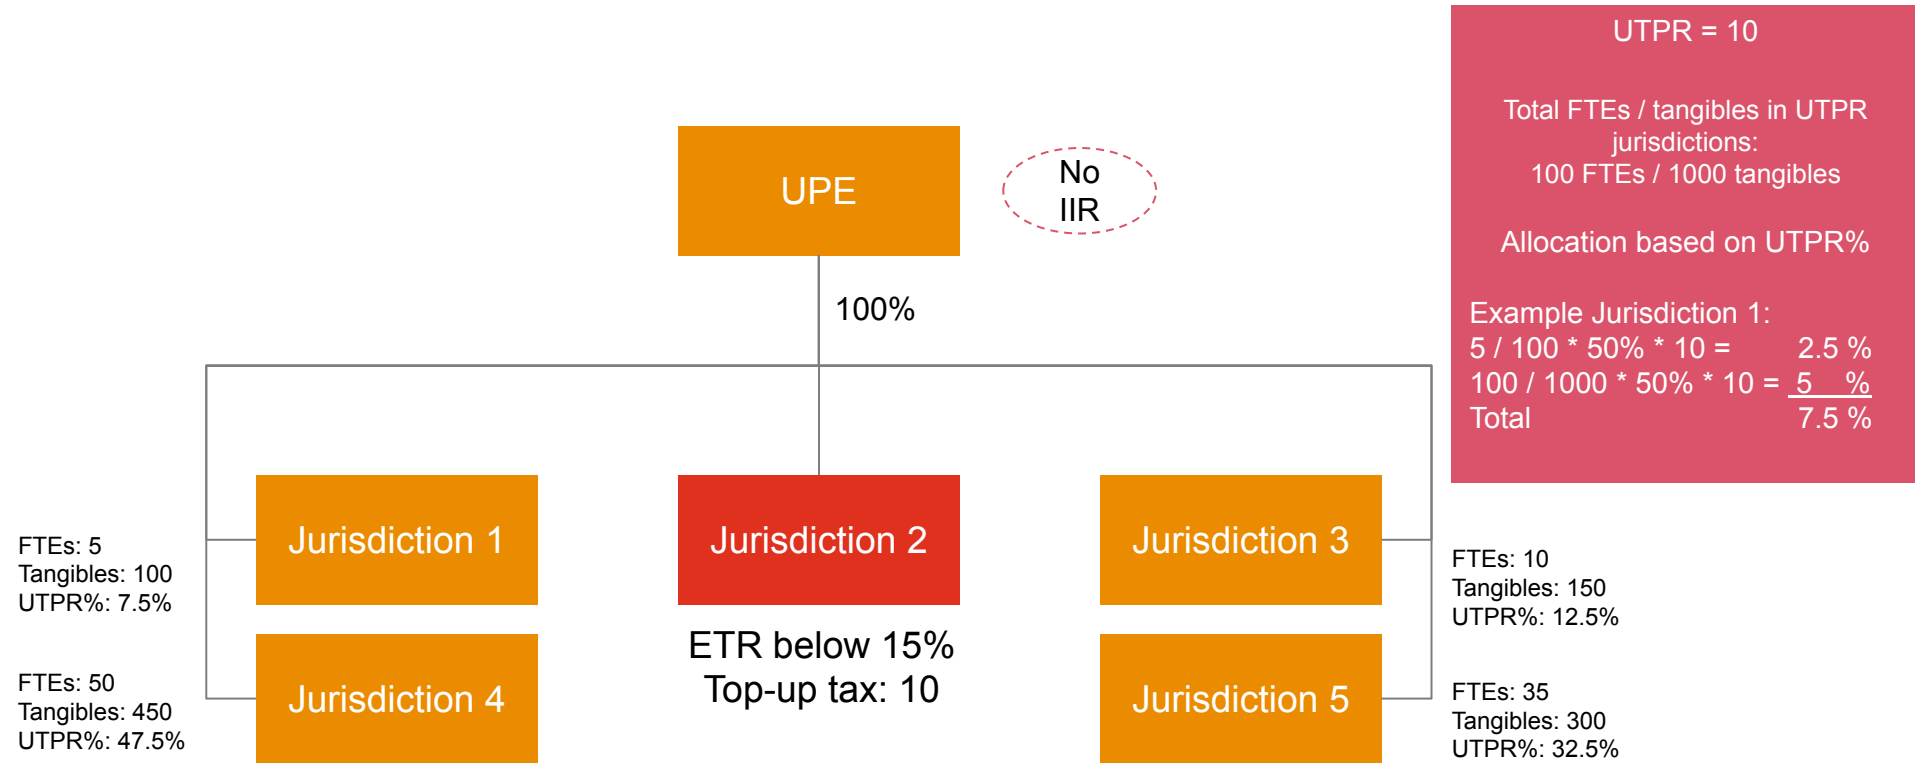 UTPR = 10
Total FTEs / tangibles in UTPR
jurisdictions:
100 FTEs / 1000 tangibles
Allocation based on UTPR%
Example Jurisdiction 1:
5 / 100 * 50% * 10 = 2.5 %
100 / 1000 * 50% * 10 = 5 %
Total 7.5 %
UPE
No
IIR
100%
Jurisdiction 1
FTEs: 5
Tangibles: 100
UTPR%: 7.5%
Jurisdiction 2
ETR below 15%
Top-up tax: 10
Jurisdiction 3
FTEs: 10
Tangibles: 150
UTPR%: 12.5%
Jurisdiction 4
FTEs: 50
Tangibles: 450
UTPR%: 47.5%
Jurisdiction 5
FTEs: 35
Tangibles: 300
UTPR%: 32.5%